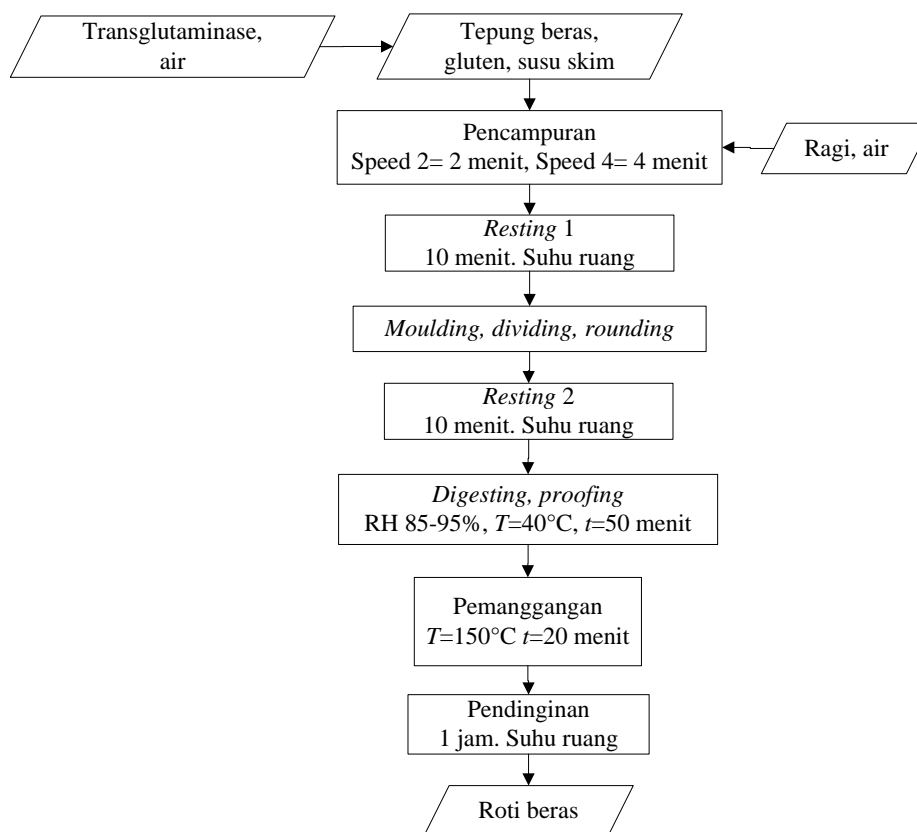 Transglutaminase,
air
Tepung beras,
gluten, susu skim
Pencampuran
Speed 2= 2 menit, Speed 4= 4 menit
Ragi, air
Resting 1
10 menit. Suhu ruang
Moulding, dividing, rounding
Resting 2
10 menit. Suhu ruang
Digesting, proofing
RH 85-95%, T=40°C, t=50 menit
Pemanggangan
T=150°C t=20 menit
Pendinginan
1 jam. Suhu ruang
Roti beras